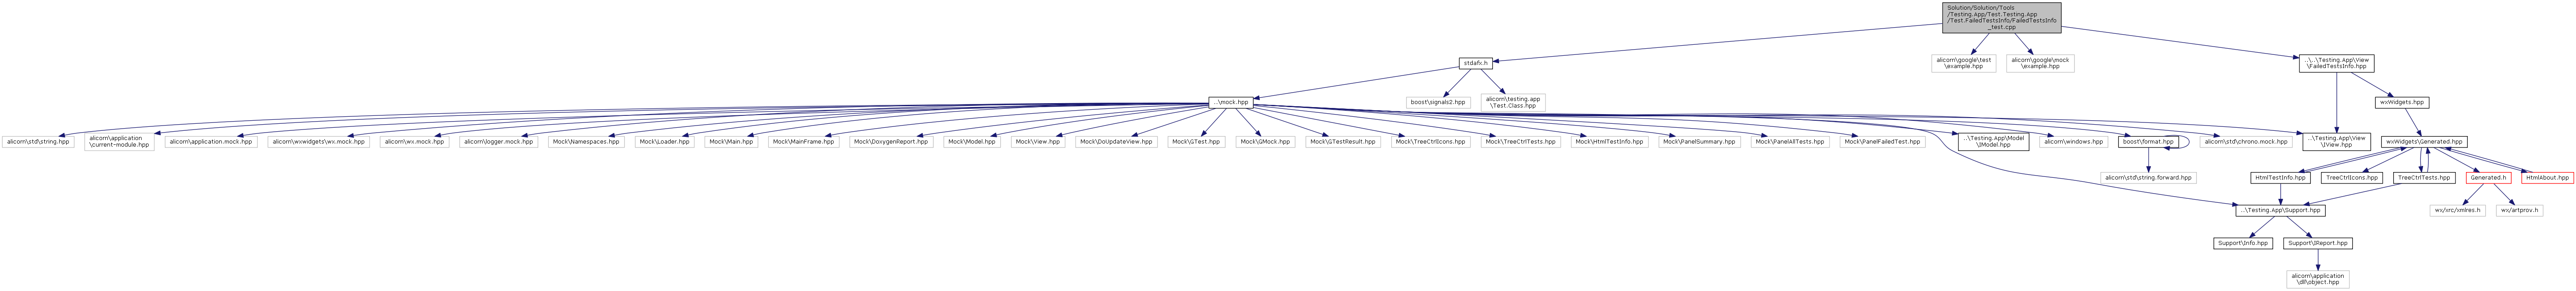 Solution/Solution/Tools
/Testing.App/Test.Testing.App
/Test.FailedTestsInfo/FailedTestsInfo
_test.cpp
stdafx.h
alicorn\google\test
\example.hpp
alicorn\google\mock
\example.hpp
..\..\Testing.App\View
\FailedTestsInfo.hpp
..\mock.hpp
boost\signals2.hpp
alicorn\testing.app
\Test.Class.hpp
wxWidgets.hpp
alicorn\std\string.hpp
alicorn\application
\current-module.hpp
alicorn\application.mock.hpp
alicorn\wxwidgets\wx.mock.hpp
alicorn\wx.mock.hpp
alicorn\logger.mock.hpp
Mock\Namespaces.hpp
Mock\Loader.hpp
Mock\Main.hpp
Mock\MainFrame.hpp
Mock\DoxygenReport.hpp
Mock\Model.hpp
Mock\View.hpp
Mock\DoUpdateView.hpp
Mock\GTest.hpp
Mock\GMock.hpp
Mock\GTestResult.hpp
Mock\TreeCtrlIcons.hpp
Mock\TreeCtrlTests.hpp
Mock\HtmlTestInfo.hpp
Mock\PanelSummary.hpp
Mock\PanelAllTests.hpp
Mock\PanelFailedTest.hpp
..\Testing.App\Model
\IModel.hpp
alicorn\windows.hpp
boost\format.hpp
alicorn\std\chrono.mock.hpp
..\Testing.App\View
\IView.hpp
wxWidgets\Generated.hpp
alicorn\std\string.forward.hpp
HtmlTestInfo.hpp
TreeCtrlIcons.hpp
TreeCtrlTests.hpp
Generated.h
HtmlAbout.hpp
..\Testing.App\Support.hpp
wx/xrc/xmlres.h
wx/artprov.h
Support\Info.hpp
Support\IReport.hpp
alicorn\application
\dll\object.hpp